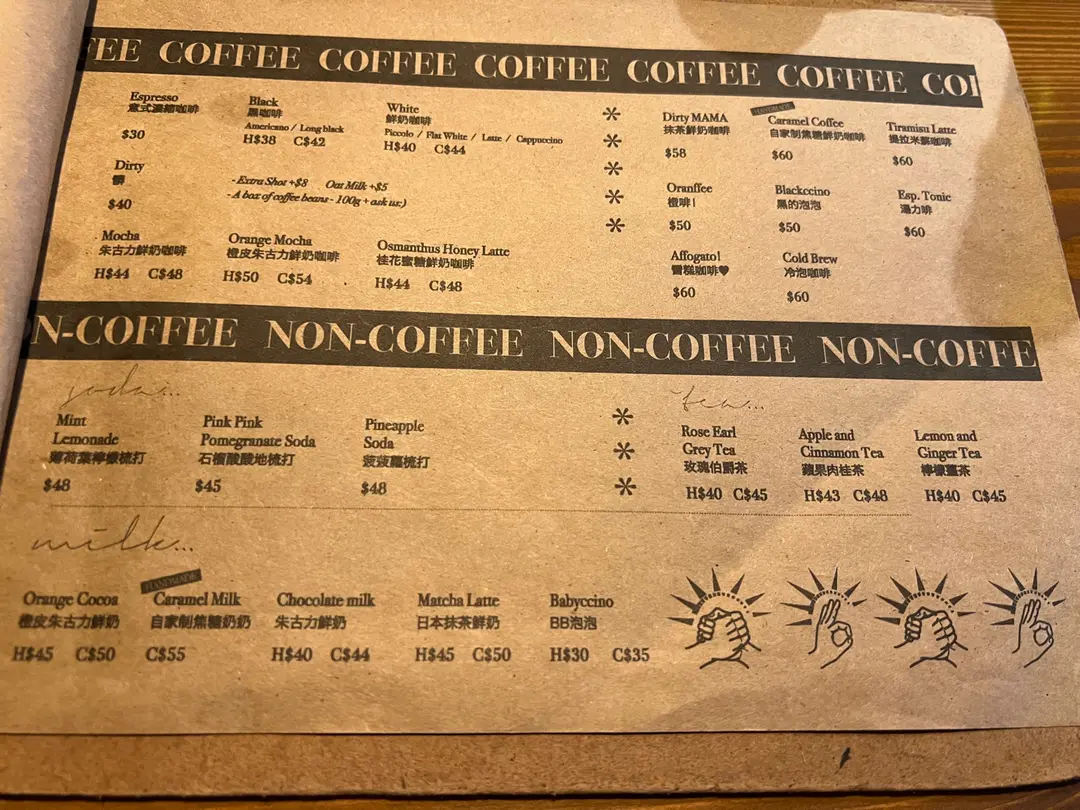 FEE COFFEE COFFEE COFFEE COFFEE COFFEE COF
Espresso
意式濃縮咖啡
$30
Black
黑咖啡
Americano / Long black
H$38 C$42
White
鮮奶咖啡
Piccolo / Flat White / Latte / Cappuccino
H$40 C$44
Dirty
髒
$40
- Extra Shot +$8 Oat Milk +$5
- A box of coffee beans - 100g + ask us:)
Mocha
朱古力鮮奶咖啡
H$44 C$48
Orange Mocha
橙皮朱古力鮮奶咖啡
H$50 C$54
Osmanthus Honey Latte
桂花蜜糖鮮奶咖啡
H$44 C$48
Dirty MAMA
抹茶鮮奶咖啡
$58
HANDMADE
Caramel Coffee
自家制焦糖鮮奶咖啡
$60
Tiramisu Latte
提拉米蘇咖啡
$60
Oranffee
橙啡!
$50
Blackccino
黑的泡泡
$50
Esp. Tonic
湯力啡
$60
Affogato!
雪糕咖啡♥
$60
Cold Brew
冷泡咖啡
$60
N-COFFEE NON-COFFEE NON-COFFEE NON-COFFE
soda...
Mint
Lemonade
薄荷葉檸檬梳打
$48
Pink Pink
Pomegranate Soda
石榴酸酸地梳打
$45
Pineapple
Soda
菠菠蘿梳打
$48
tea...
Rose Earl
Grey Tea
玫瑰伯爵茶
H$40 C$45
Apple and
Cinnamon Tea
蘋果肉桂茶
H$43 C$48
Lemon and
Ginger Tea
檸檬薑茶
H$40 C$45
milk...
Orange Cocoa
橙皮朱古力鮮奶
H$45 C$50
HANDMADE
Caramel Milk
自家制焦糖奶奶
C$55
Chocolate milk
朱古力鮮奶
H$40 C$44
Matcha Latte
日本抹茶鮮奶
H$45 C$50
Babyccino
BB泡泡
H$30 C$35